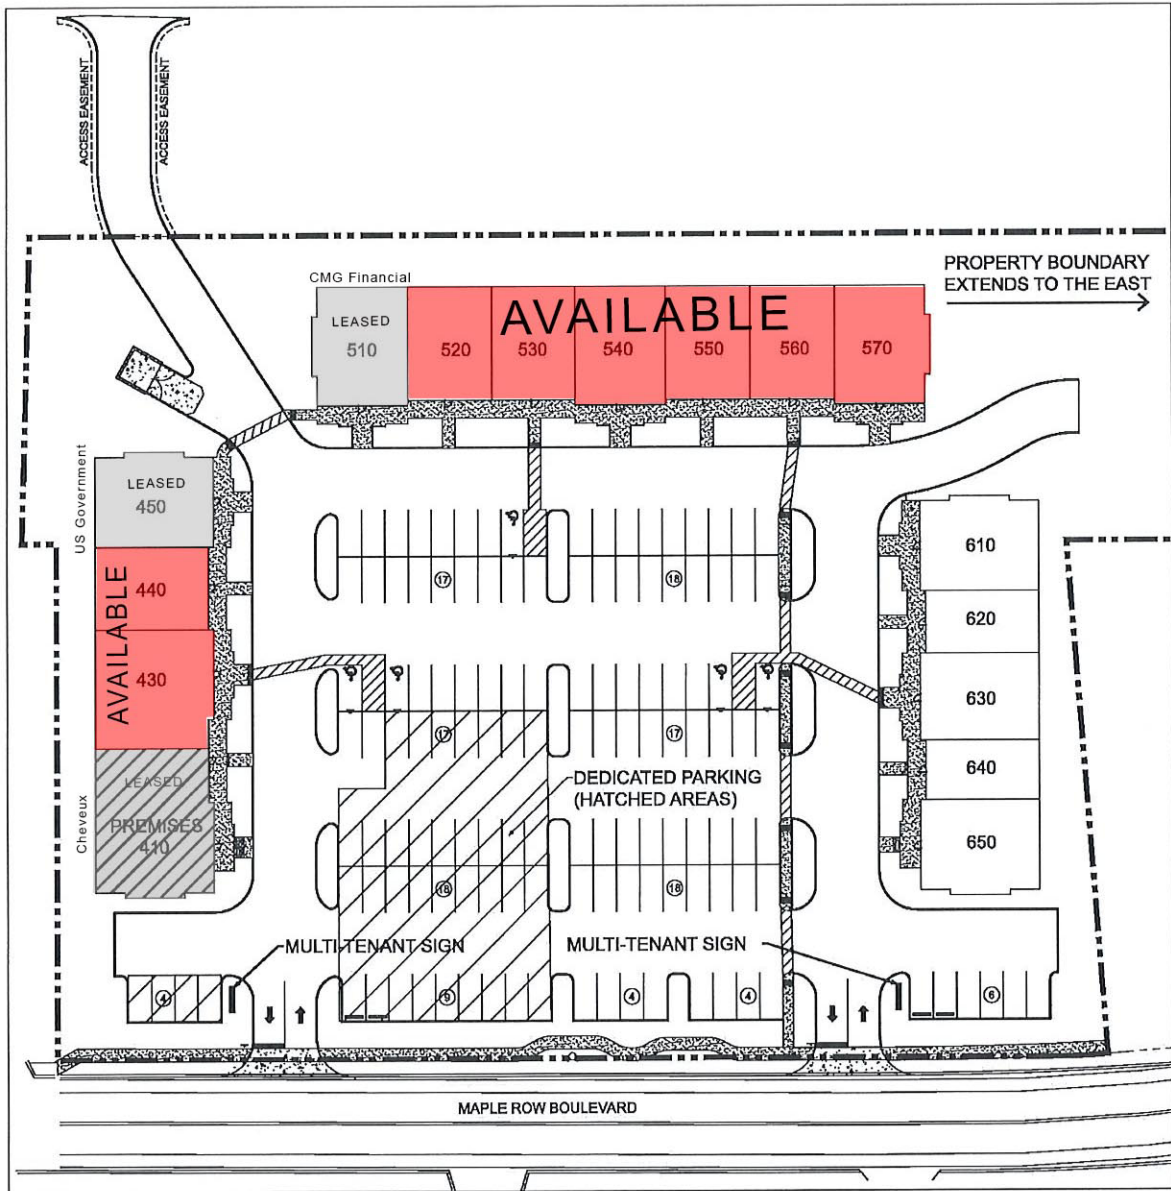 ACCESS EASEMENT
ACCESS EASEMENT
PROPERTY BOUNDARY
EXTENDS TO THE EAST
CMG Financial
AVAILABLE
LEASED
510
520
530
540
550
560
570
US Government
LEASED
450
AVAILABLE
440
430
Cheveux
LEASED
PREMISES
410
610
620
630
640
650
17
18
17
17
DEDICATED PARKING
(HATCHED AREAS)
18
18
MULTI-TENANT SIGN
MULTI-TENANT SIGN
4
9
4
4
6
MAPLE ROW BOULEVARD